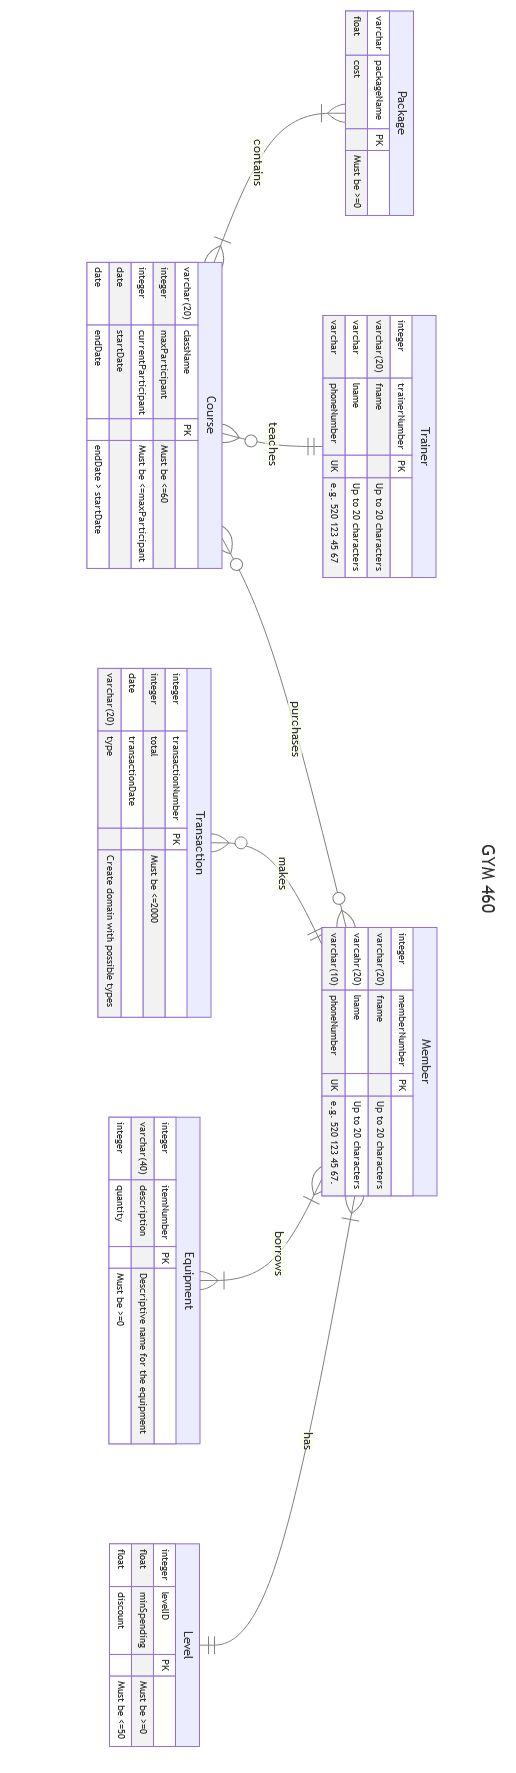 GYM 460
Package
varchar packageName PK
float cost Must be >=0
contains
Trainer
integer trainerNumber PK
varchar(20) fname Up to 20 characters
varchar lname Up to 20 characters
varchar phoneNumber UK e.g. 520 123 45 67
teaches
Course
varchar(20) className PK
integer maxParticipant Must be <=60
integer currentParticipant Must be <=maxParticipant
date startDate
date endDate endDate > startDate
purchases
Member
integer memberNumber PK
varchar(20) fname Up to 20 characters
varcahr(20) lname Up to 20 characters
varchar(10) phoneNumber UK e.g. 520 123 45 67.
makes
Transaction
integer transactionNumber PK
integer total Must be <=2000
date transactionDate
varchar(20) type Create domain with possible types
borrows
Equipment
integer itemNumber PK
varchar(40) description Descriptive name for the equipment
integer quantity Must be >=0
has
Level
integer levelID PK
float minSpending Must be >=0
float discount Must be <=50